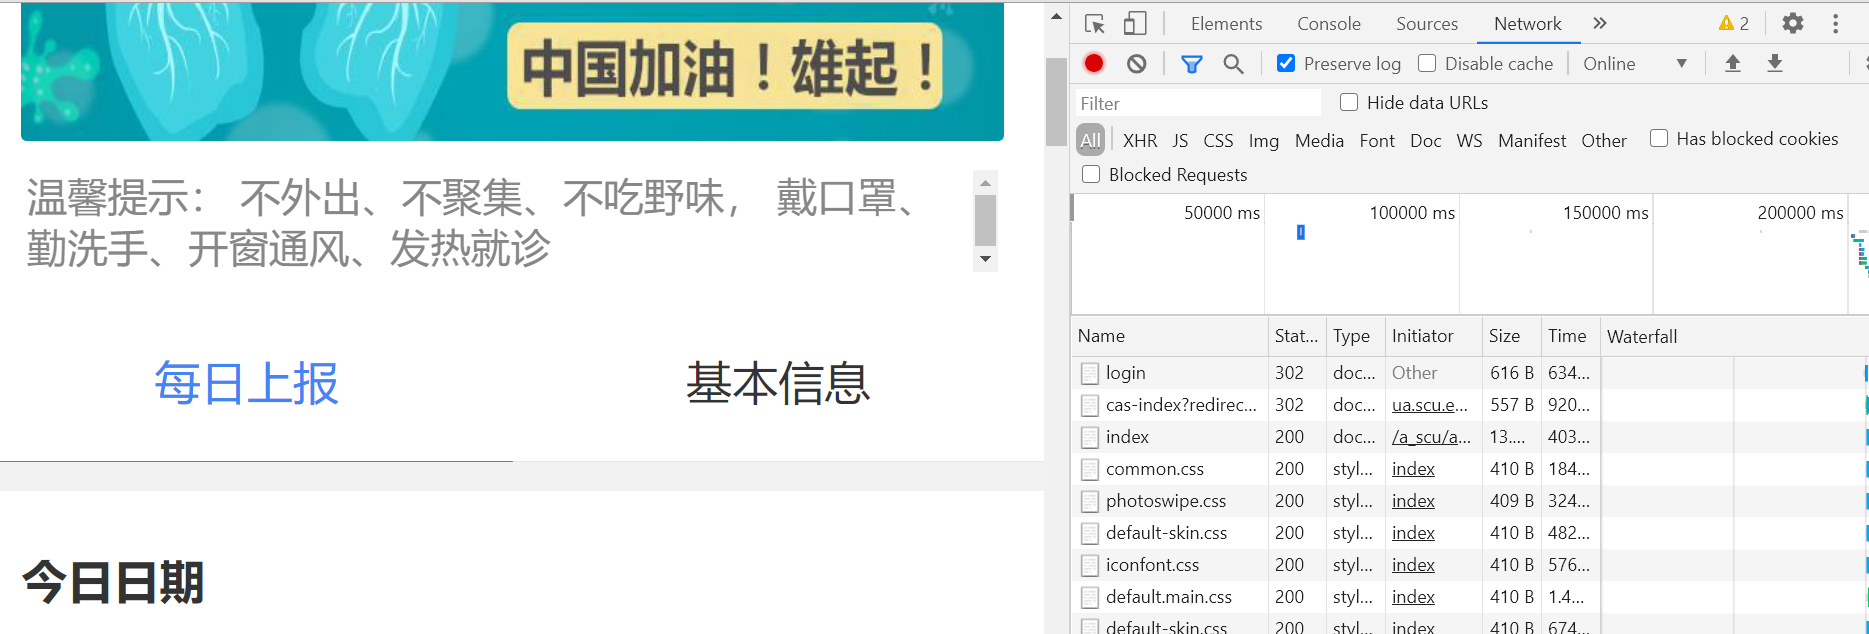 中国加油！雄起！
温馨提示： 不外出、不聚集、不吃野味， 戴口罩、
勤洗手、开窗通风、发热就诊
每日上报
基本信息
今日日期
Elements Console Sources Network » 2
Preserve log Disable cache Online
Filter Hide data URLs
All XHR JS CSS Img Media Font Doc WS Manifest Other Has blocked cookies
Blocked Requests
50000 ms 100000 ms 150000 ms 200000 ms
Name Stat... Type Initiator Size Time Waterfall
login 302 doc... Other 616 B 634...
cas-index?redirec... 302 doc... ua.scu.e... 557 B 920...
index 200 doc... /a_scu/a... 13.... 403...
common.css 200 styl... index 410 B 184...
photoswipe.css 200 styl... index 409 B 324...
default-skin.css 200 styl... index 410 B 482...
iconfont.css 200 styl... index 410 B 576...
default.main.css 200 styl... index 410 B 1.4...
default-skin.css 200 styl... index 410 B 674...